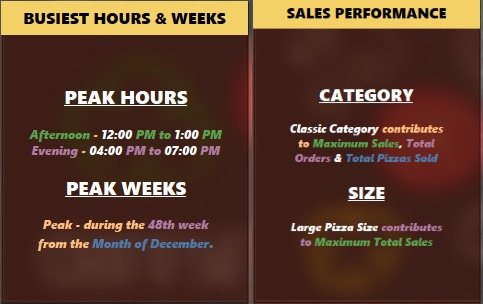 BUSIEST HOURS & WEEKS
PEAK HOURS
Afternoon - 12:00 PM to 1:00 PM
Evening - 04:00 PM to 07:00 PM
PEAK WEEKS
Peak - during the 48th week
from the Month of December.
SALES PERFORMANCE
CATEGORY
Classic Category contributes
to Maximum Sales, Total
Orders & Total Pizzas Sold
SIZE
Large Pizza Size contributes
to Maximum Total Sales